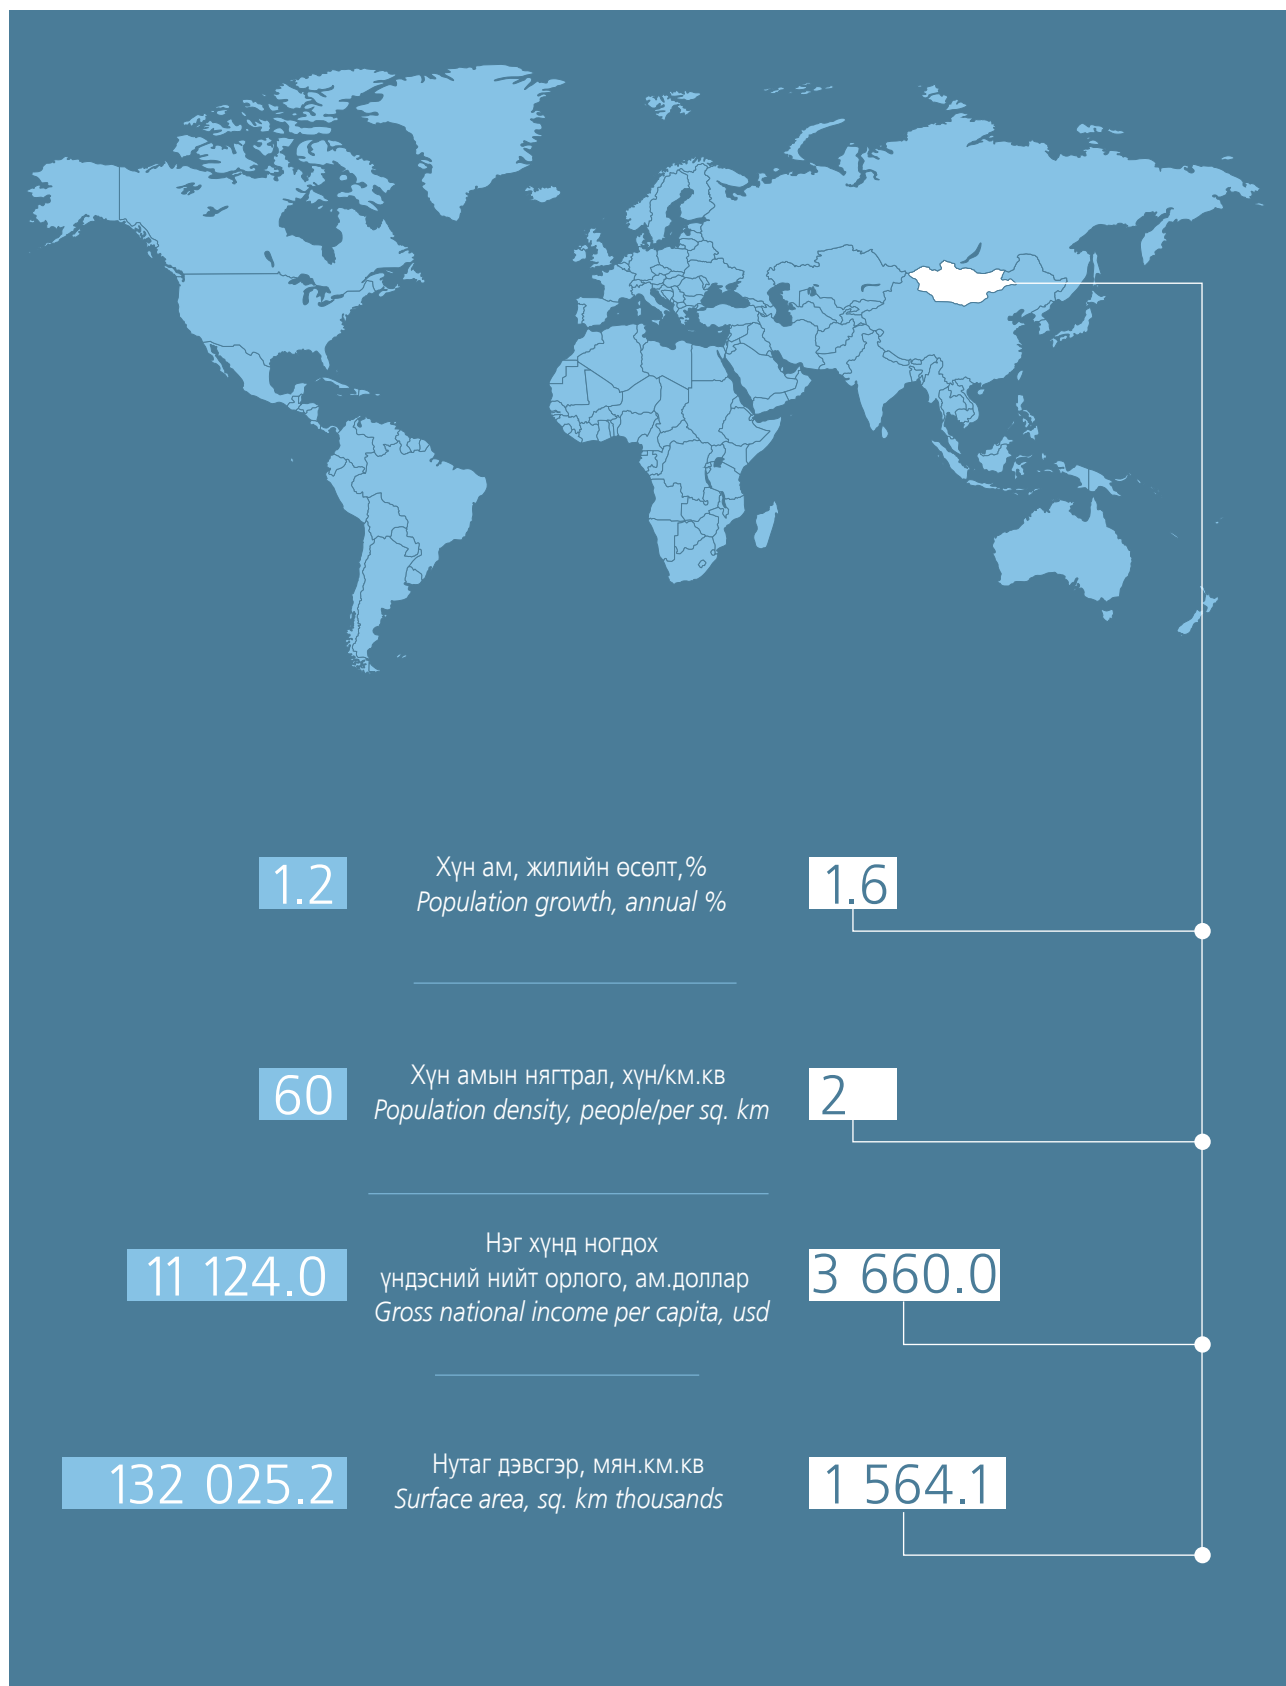 1.2
Хүн ам, жилийн өсөлт,%
Population growth, annual %
1.6
60
Хүн амын нягтрал, хүн/км.кв
Population density, people/per sq. km
2
11 124.0
Нэг хүнд ногдох
үндэсний нийт орлого, ам.доллар
Gross national income per capita, usd
3 660.0
132 025.2
Нутаг дэвсгэр, мян.км.кв
Surface area, sq. km thousands
1 564.1